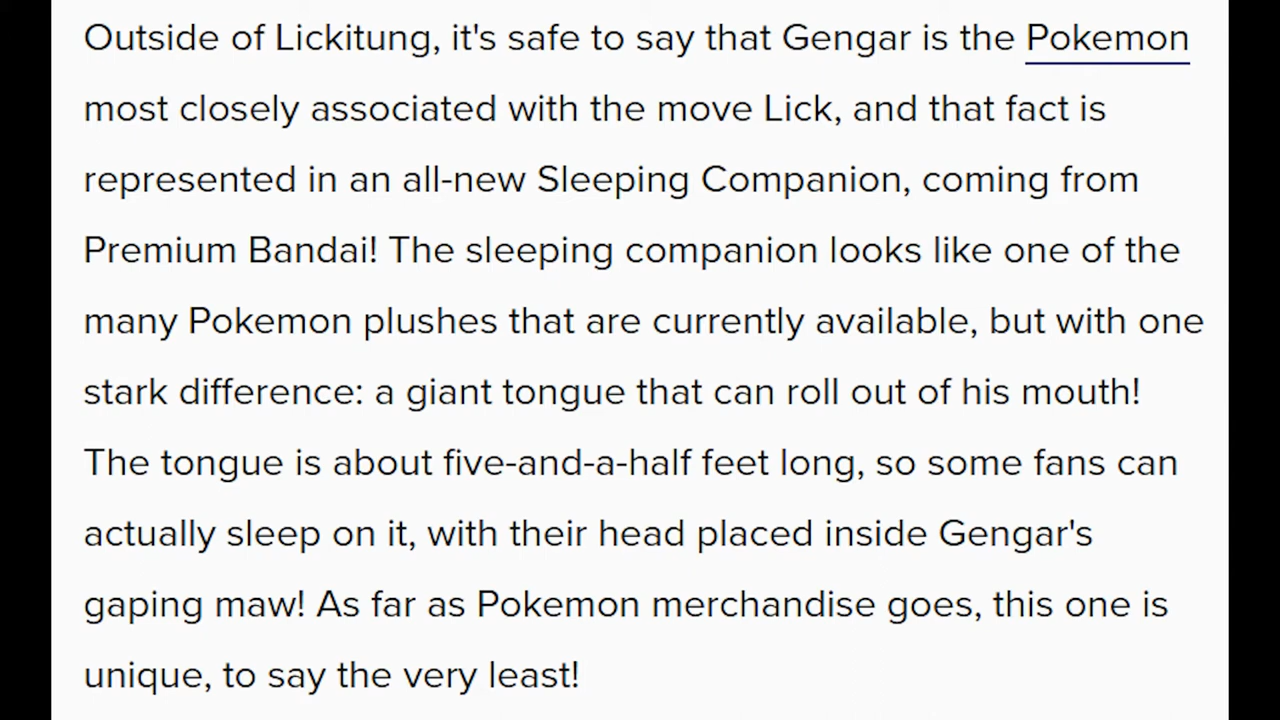 Outside of Lickitung, it's safe to say that Gengar is the Pokemon
most closely associated with the move Lick, and that fact is
represented in an all-new Sleeping Companion, coming from
Premium Bandai! The sleeping companion looks like one of the
many Pokemon plushes that are currently available, but with one
stark difference: a giant tongue that can roll out of his mouth!
The tongue is about five-and-a-half feet long, so some fans can
actually sleep on it, with their head placed inside Gengar's
gaping maw! As far as Pokemon merchandise goes, this one is
unique, to say the very least!